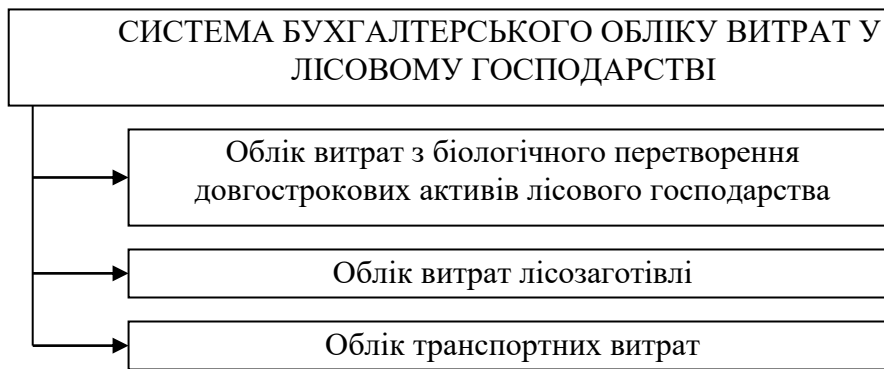 СИСТЕМА БУХГАЛТЕРСЬКОГО ОБЛІКУ ВИТРАТ У
ЛІСОВОМУ ГОСПОДАРСТВІ
Облік витрат з біологічного перетворення
довгострокових активів лісового господарства
Облік витрат лісозаготівлі
Облік транспортних витрат